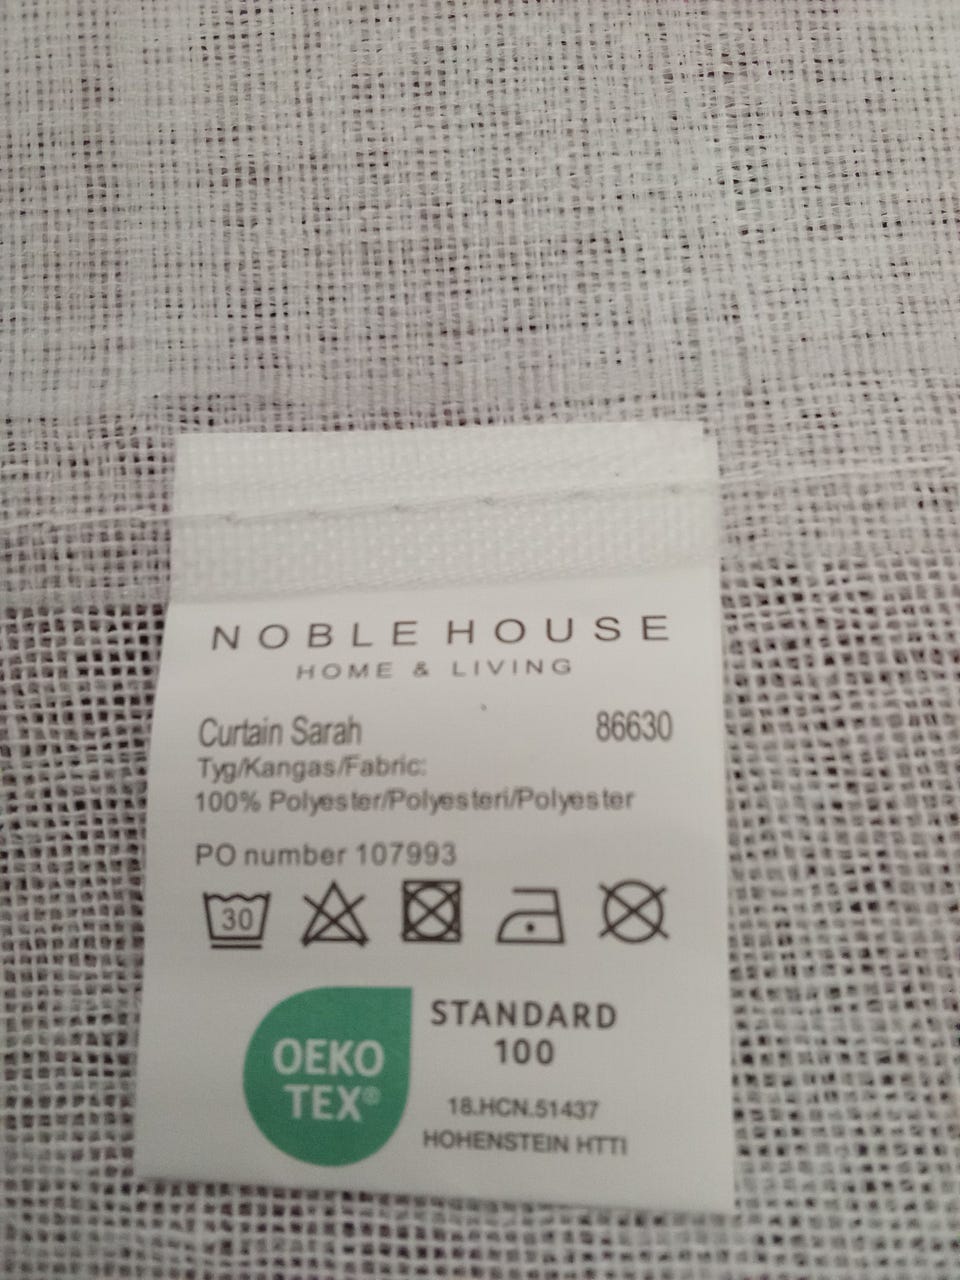 NOBLE HOUSE
HOME & LIVING
Curtain Sarah 86630
Tyg/Kangas/Fabric:
100% Polyester/Polyesteri/Polyester
PO number 107993
30
OEKO
TEX®
STANDARD
100
18.HCN.51437
HOHENSTEIN HTTI